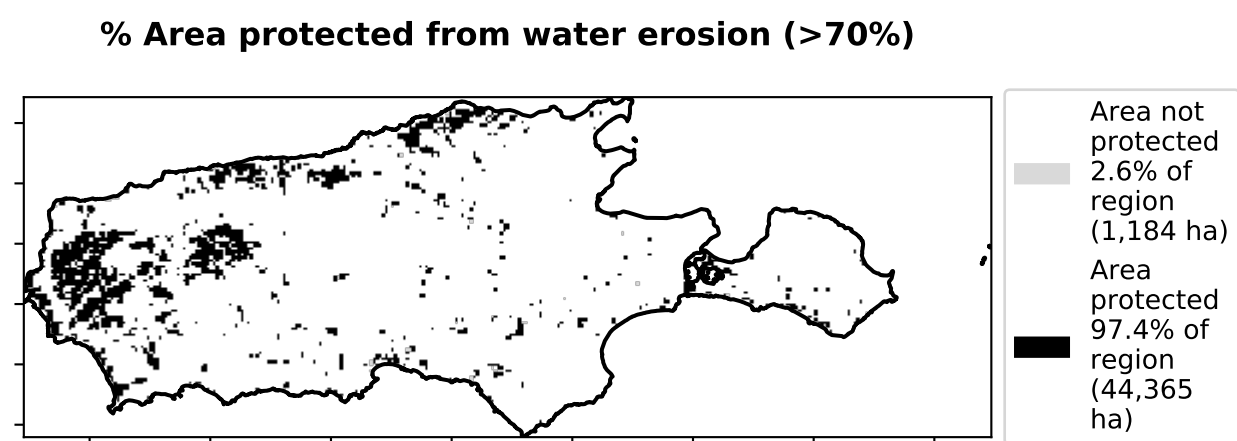 % Area protected from water erosion (>70%)
Area not
protected
2.6% of
region
(1,184 ha)
Area
protected
97.4% of
region
(44,365
ha)